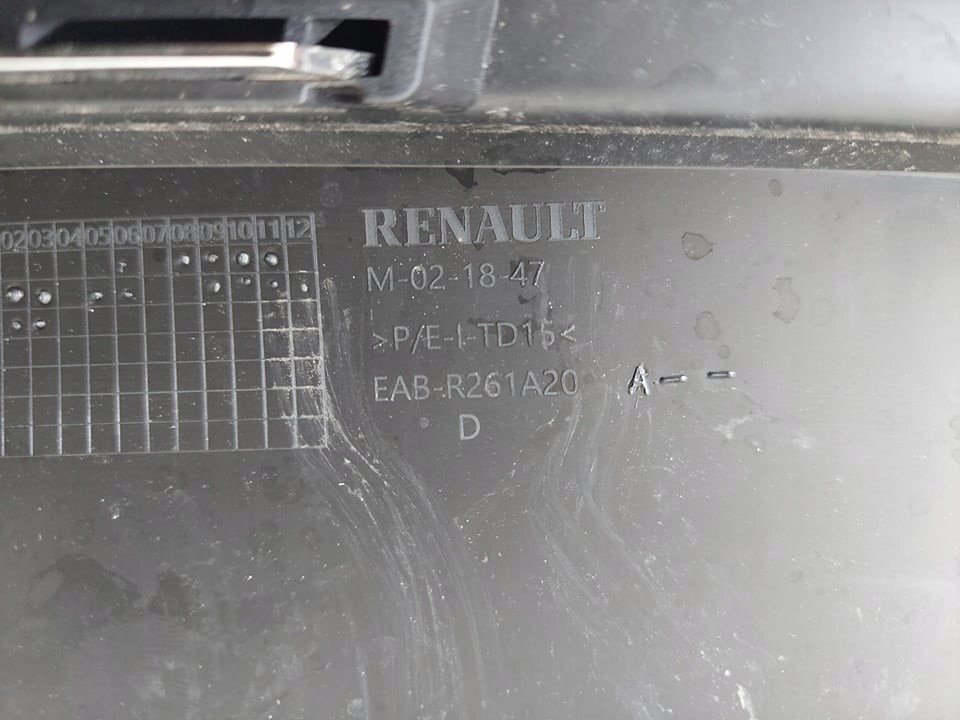 RENAULT
02 03 04 05 06 07 08 09 10 11 12
M-02-18-47
>P/E-I-TD15<
EAB-R261A20 A--
D